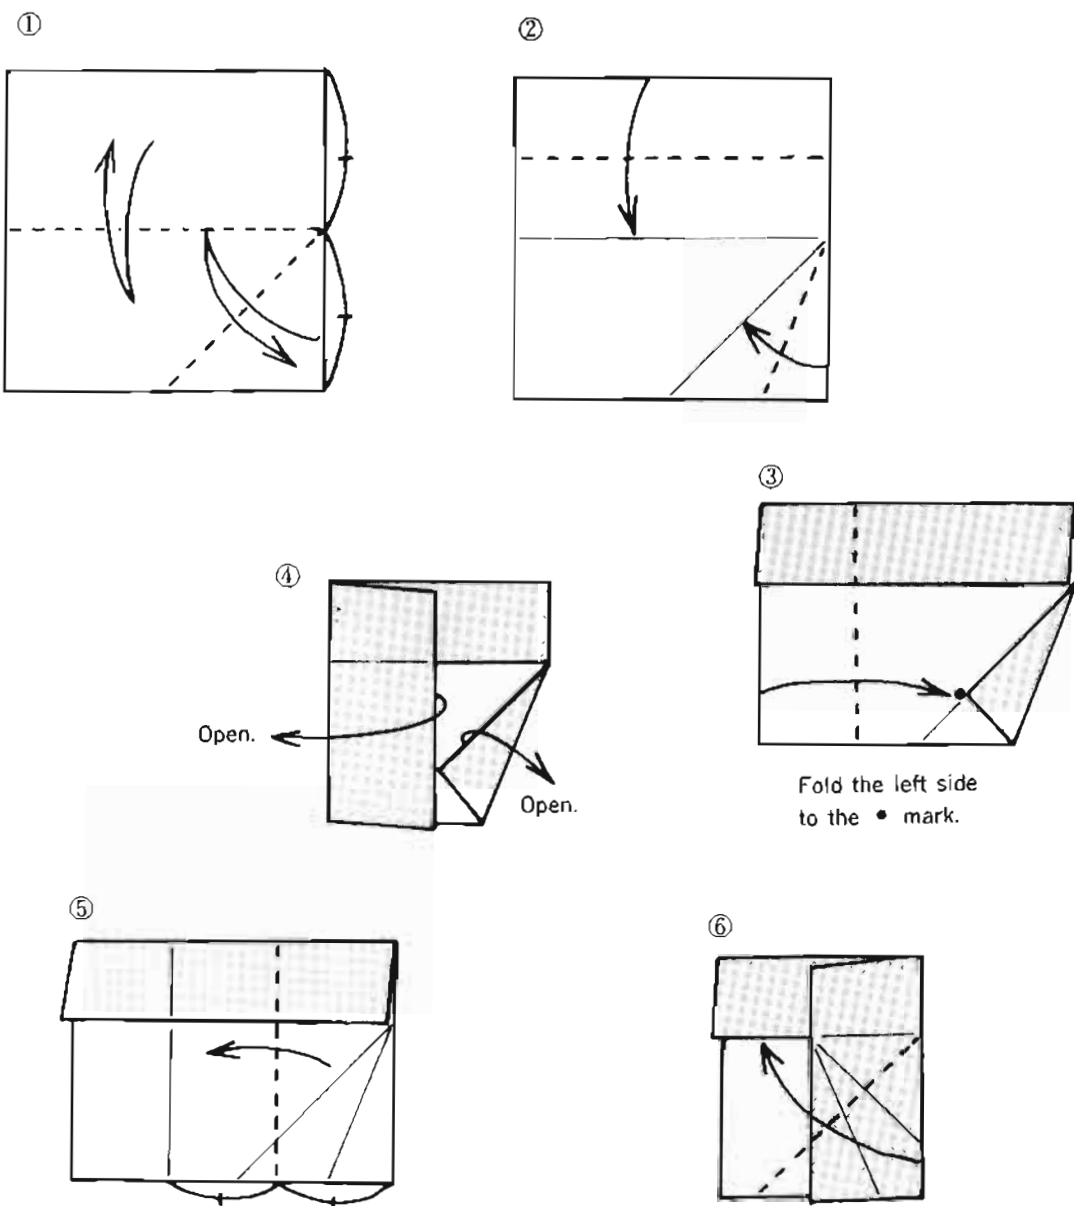 ①
②
③
Fold the left side
to the ● mark.
④
Open.
Open.
⑤
⑥